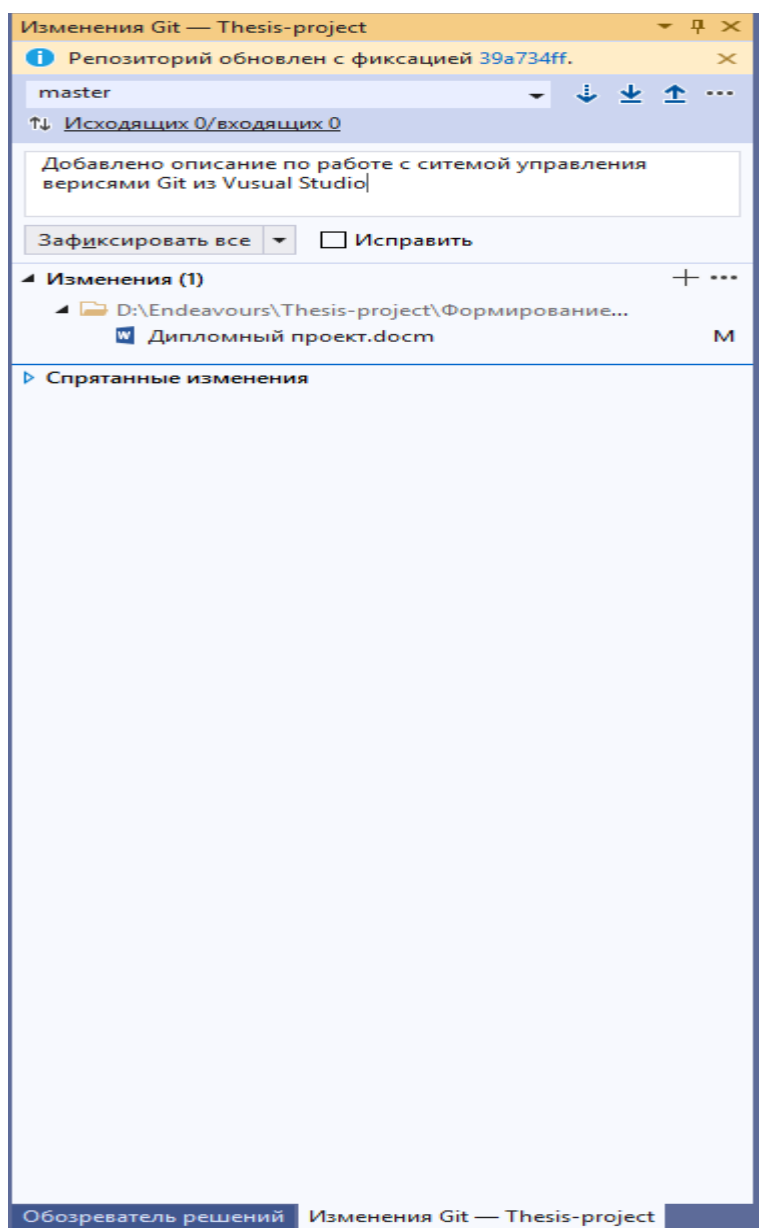 Изменения Git — Thesis-project
Репозиторий обновлен с фиксацией 39a734ff.
master
Исходящих 0/входящих 0
Добавлено описание по работе с ситемой управления
верисями Git из Vusual Studio
Зафиксировать все
Исправить
Изменения (1)
D:\Endeavours\Thesis-project\Формирование...
Дипломный проект.docm M
Спрятанные изменения
Обозреватель решений Изменения Git — Thesis-project